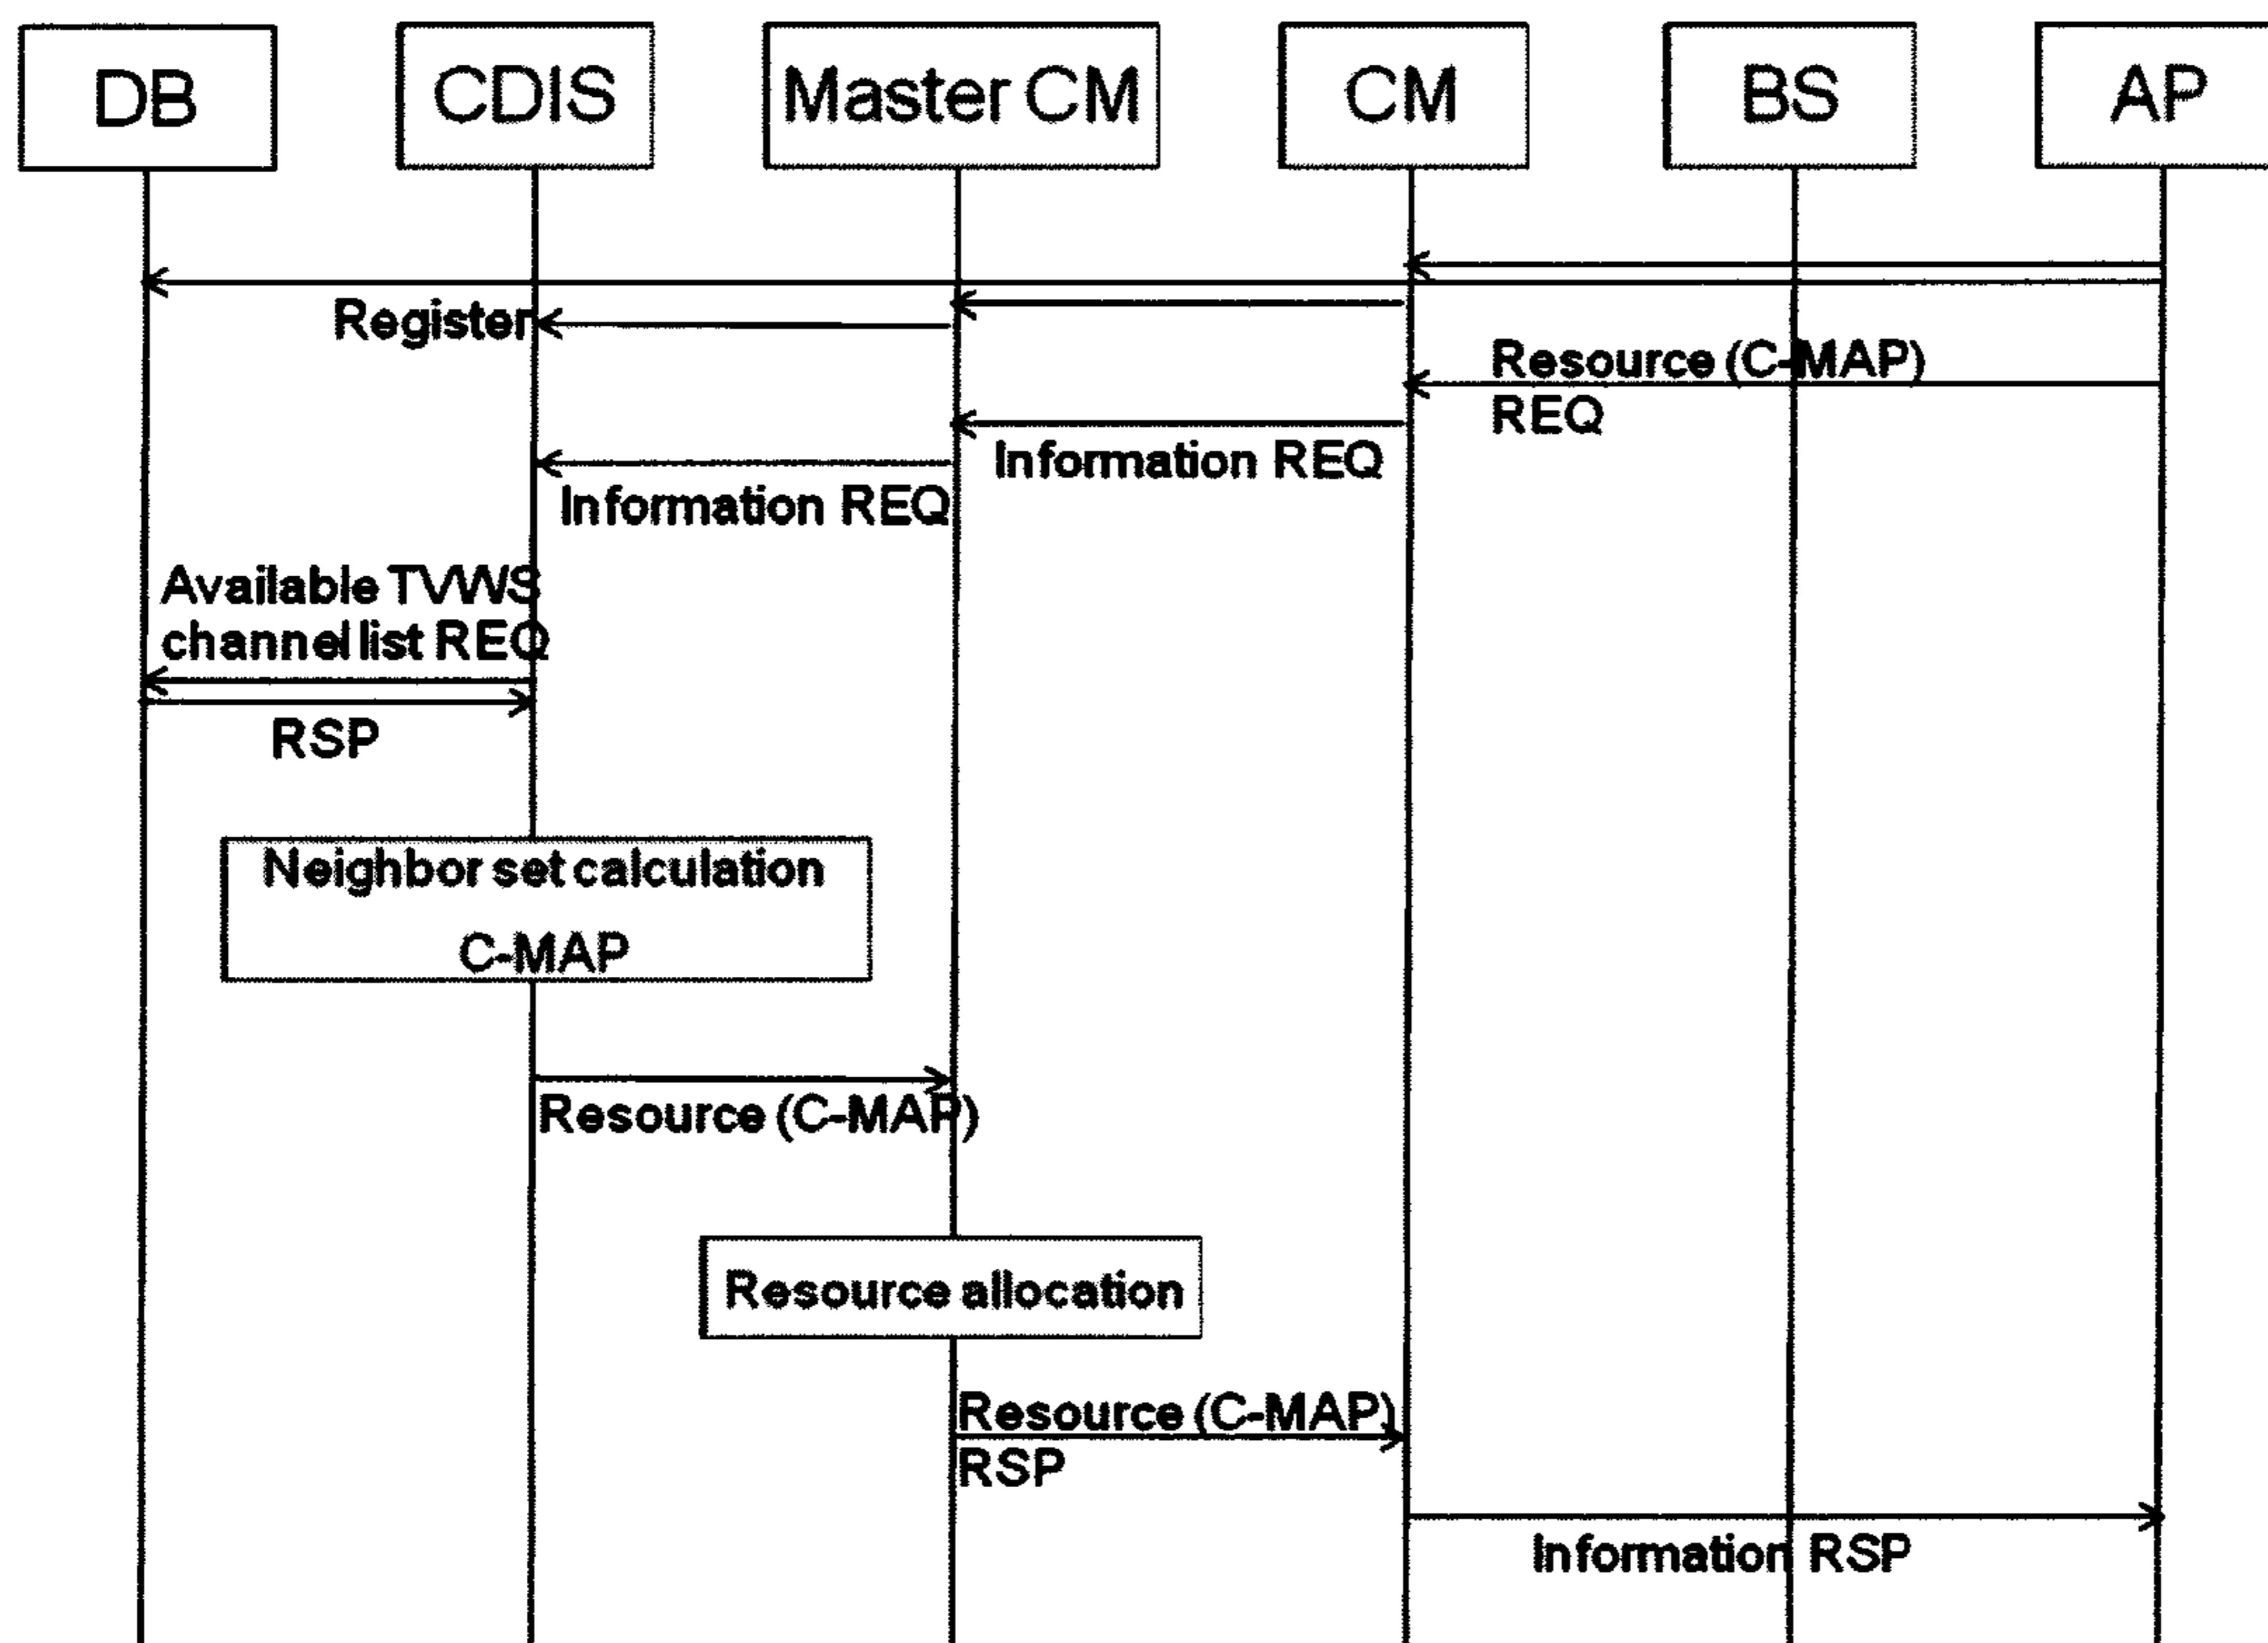 DB
CDIS
Master CM
CM
BS
AP
Register
Resource (C-MAP)
REQ
Information REQ
Information REQ
Available TVWS
channel list REQ
RSP
Neighbor set calculation
C-MAP
Resource (C-MAP)
Resource allocation
Resource (C-MAP)
RSP
Information RSP